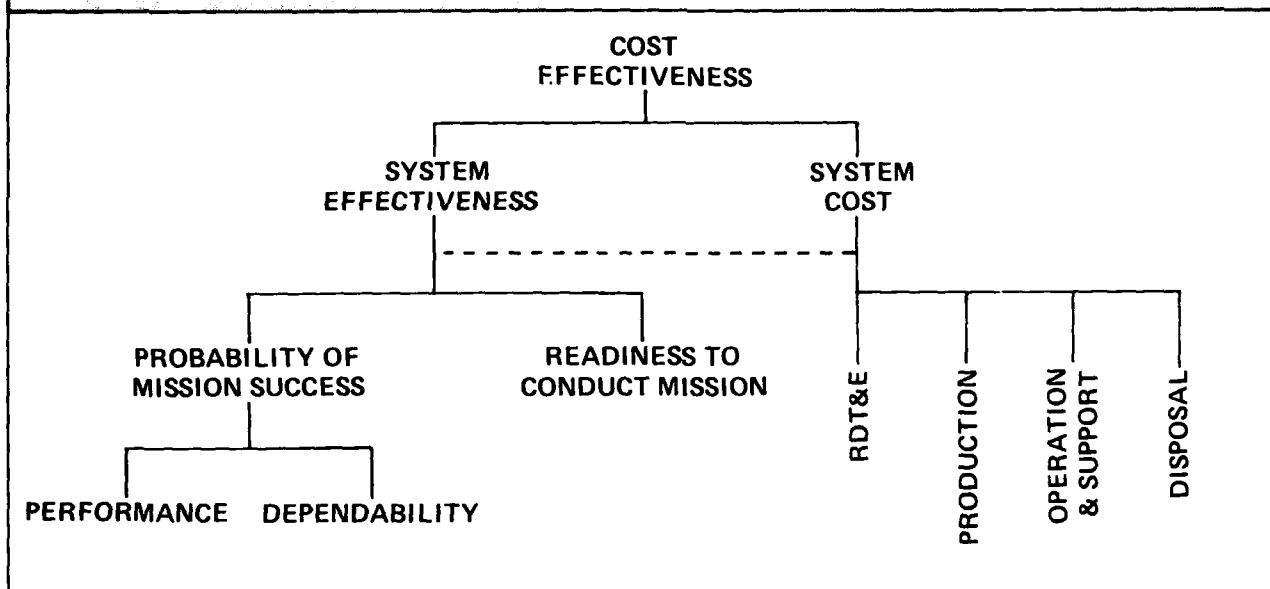 COST
EFFECTIVENESS
SYSTEM
EFFECTIVENESS
SYSTEM
COST
PROBABILITY OF
MISSION SUCCESS
READINESS TO
CONDUCT MISSION
PERFORMANCE
DEPENDABILITY
RDT&E
PRODUCTION
OPERATION
& SUPPORT
DISPOSAL